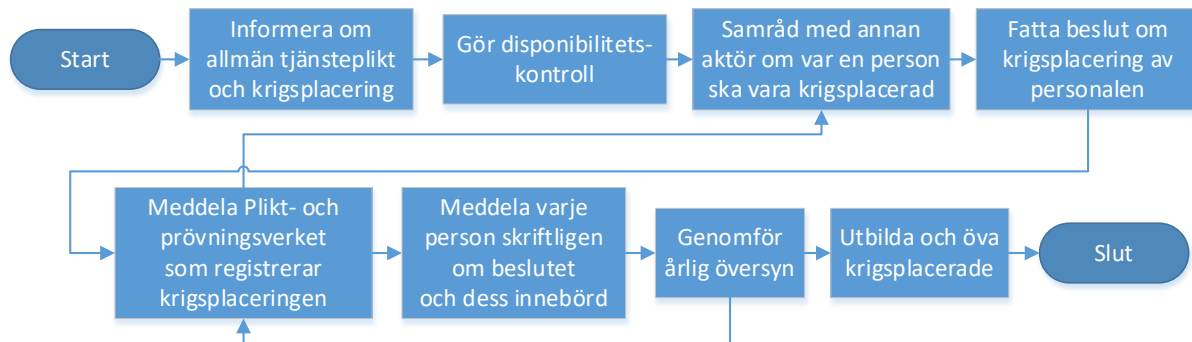 Start
Informera om
allmän tjänsteplikt
och krigsplacering
Gör disponibilitets-
kontroll
Samråd med annan
aktör om var en person
ska vara krigsplacerad
Fatta beslut om
krigsplacering av
personalen
Meddela Plikt- och
prövningsverket
som registrerar
krigsplaceringen
Meddela varje
person skriftligen
om beslutet
och dess innebörd
Genomför
årlig översyn
Utbilda och öva
krigsplacerade
Slut